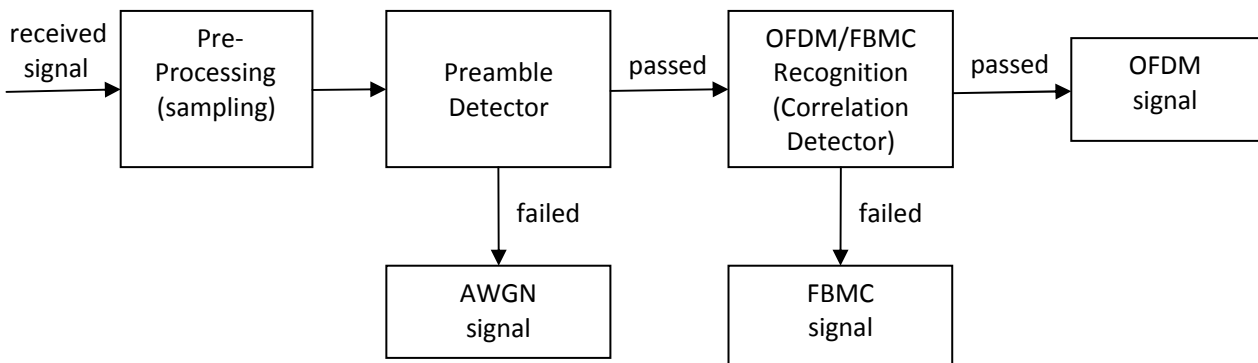 received
signal
Pre-
Processing
(sampling)
Preamble
Detector
passed
OFDM/FBMC
Recognition
(Correlation
Detector)
passed
OFDM
signal
failed
failed
AWGN
signal
FBMC
signal